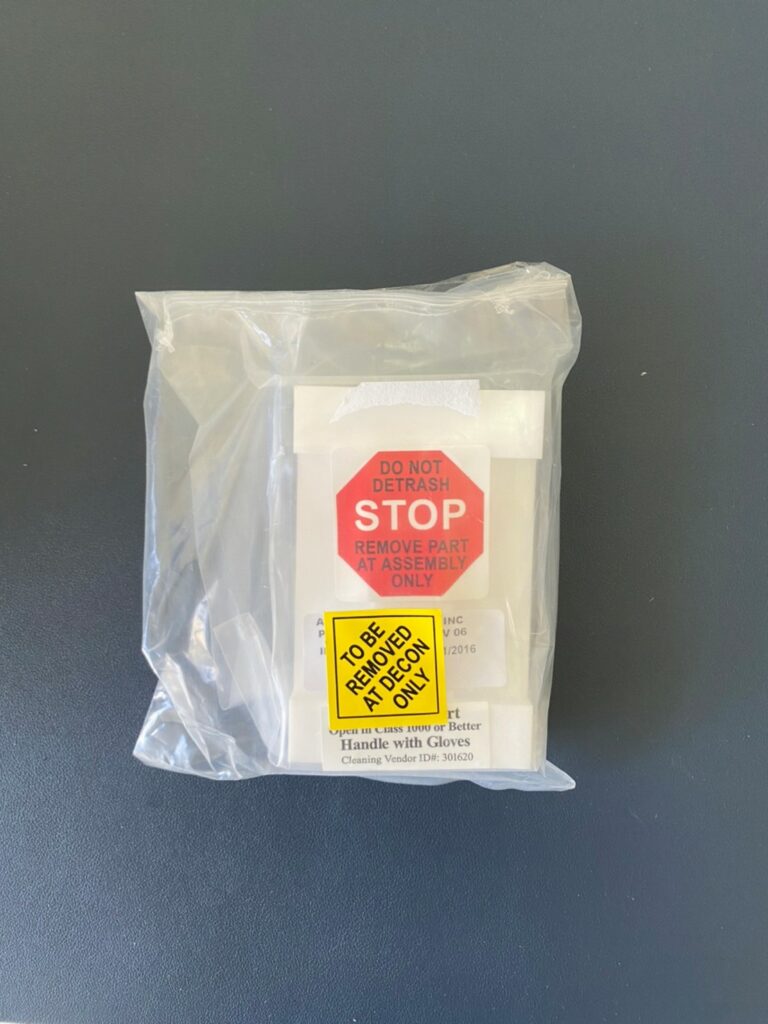 DO NOT
DETRASH
STOP
REMOVE PART
AT ASSEMBLY
ONLY
INC
06
/2016
TO BE
REMOVED
AT DECON
ONLY
Open in Class 1000 or Better
Handle with Gloves
Cleaning Vendor ID#: 301620